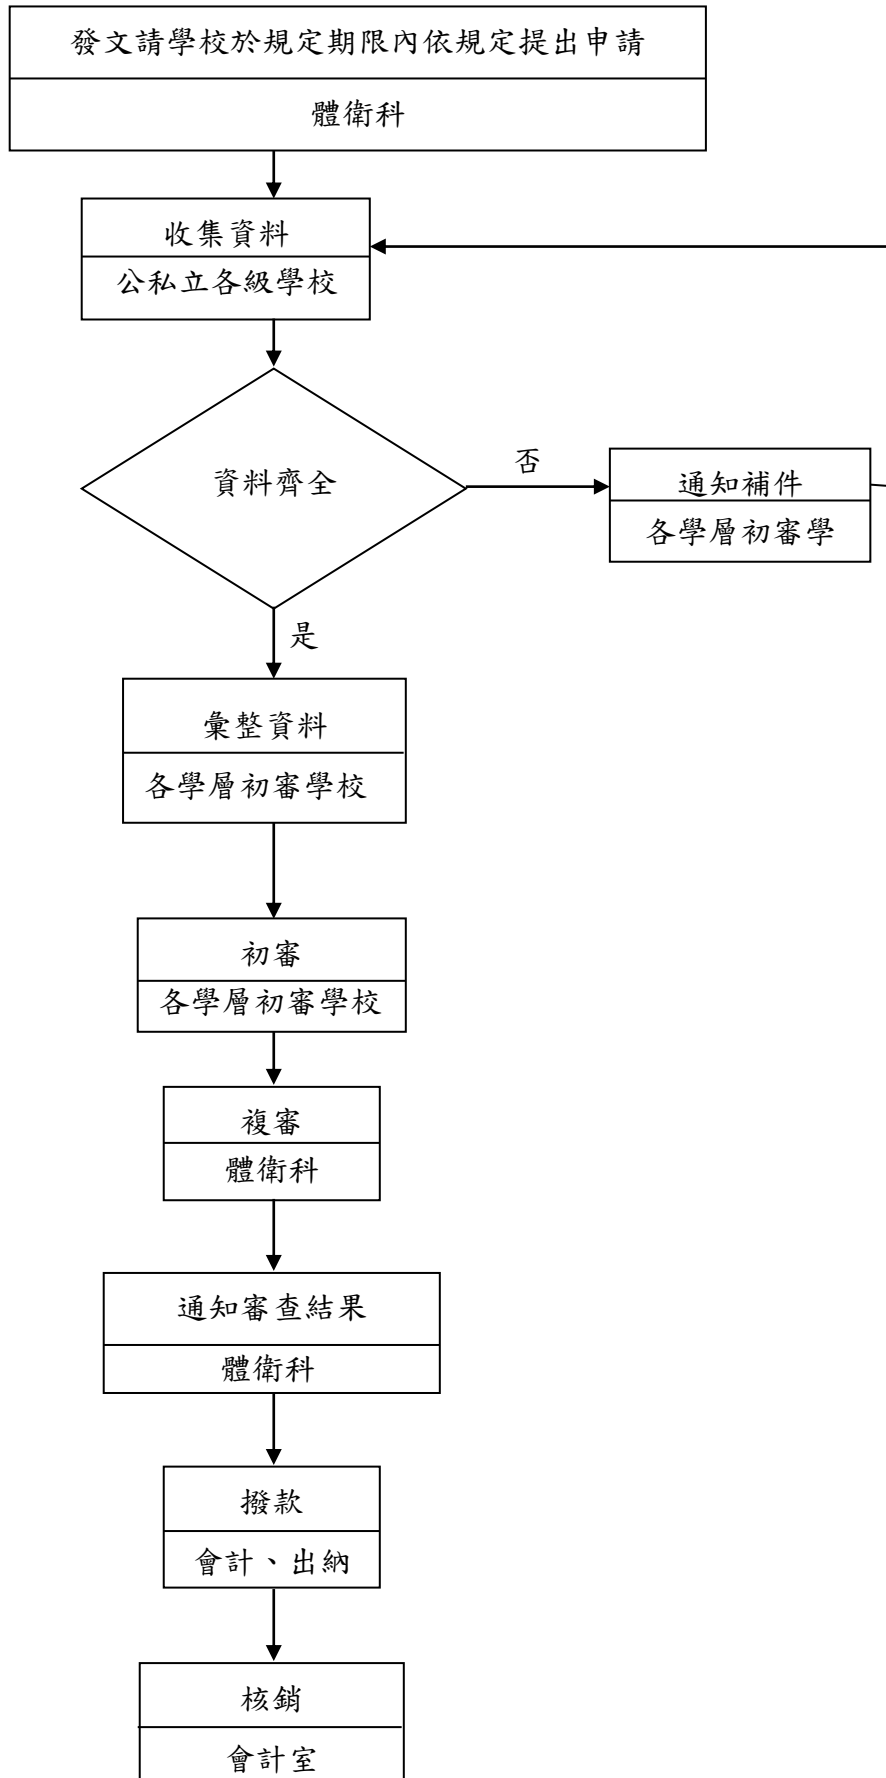 發文請學校於規定期限內依規定提出申請
體衛科
收集資料
公私立各級學校
資料齊全
否
通知補件
各學層初審學
是
彙整資料
各學層初審學校
初審
各學層初審學校
複審
體衛科
通知審查結果
體衛科
撥款
會計、出納
核銷
會計室